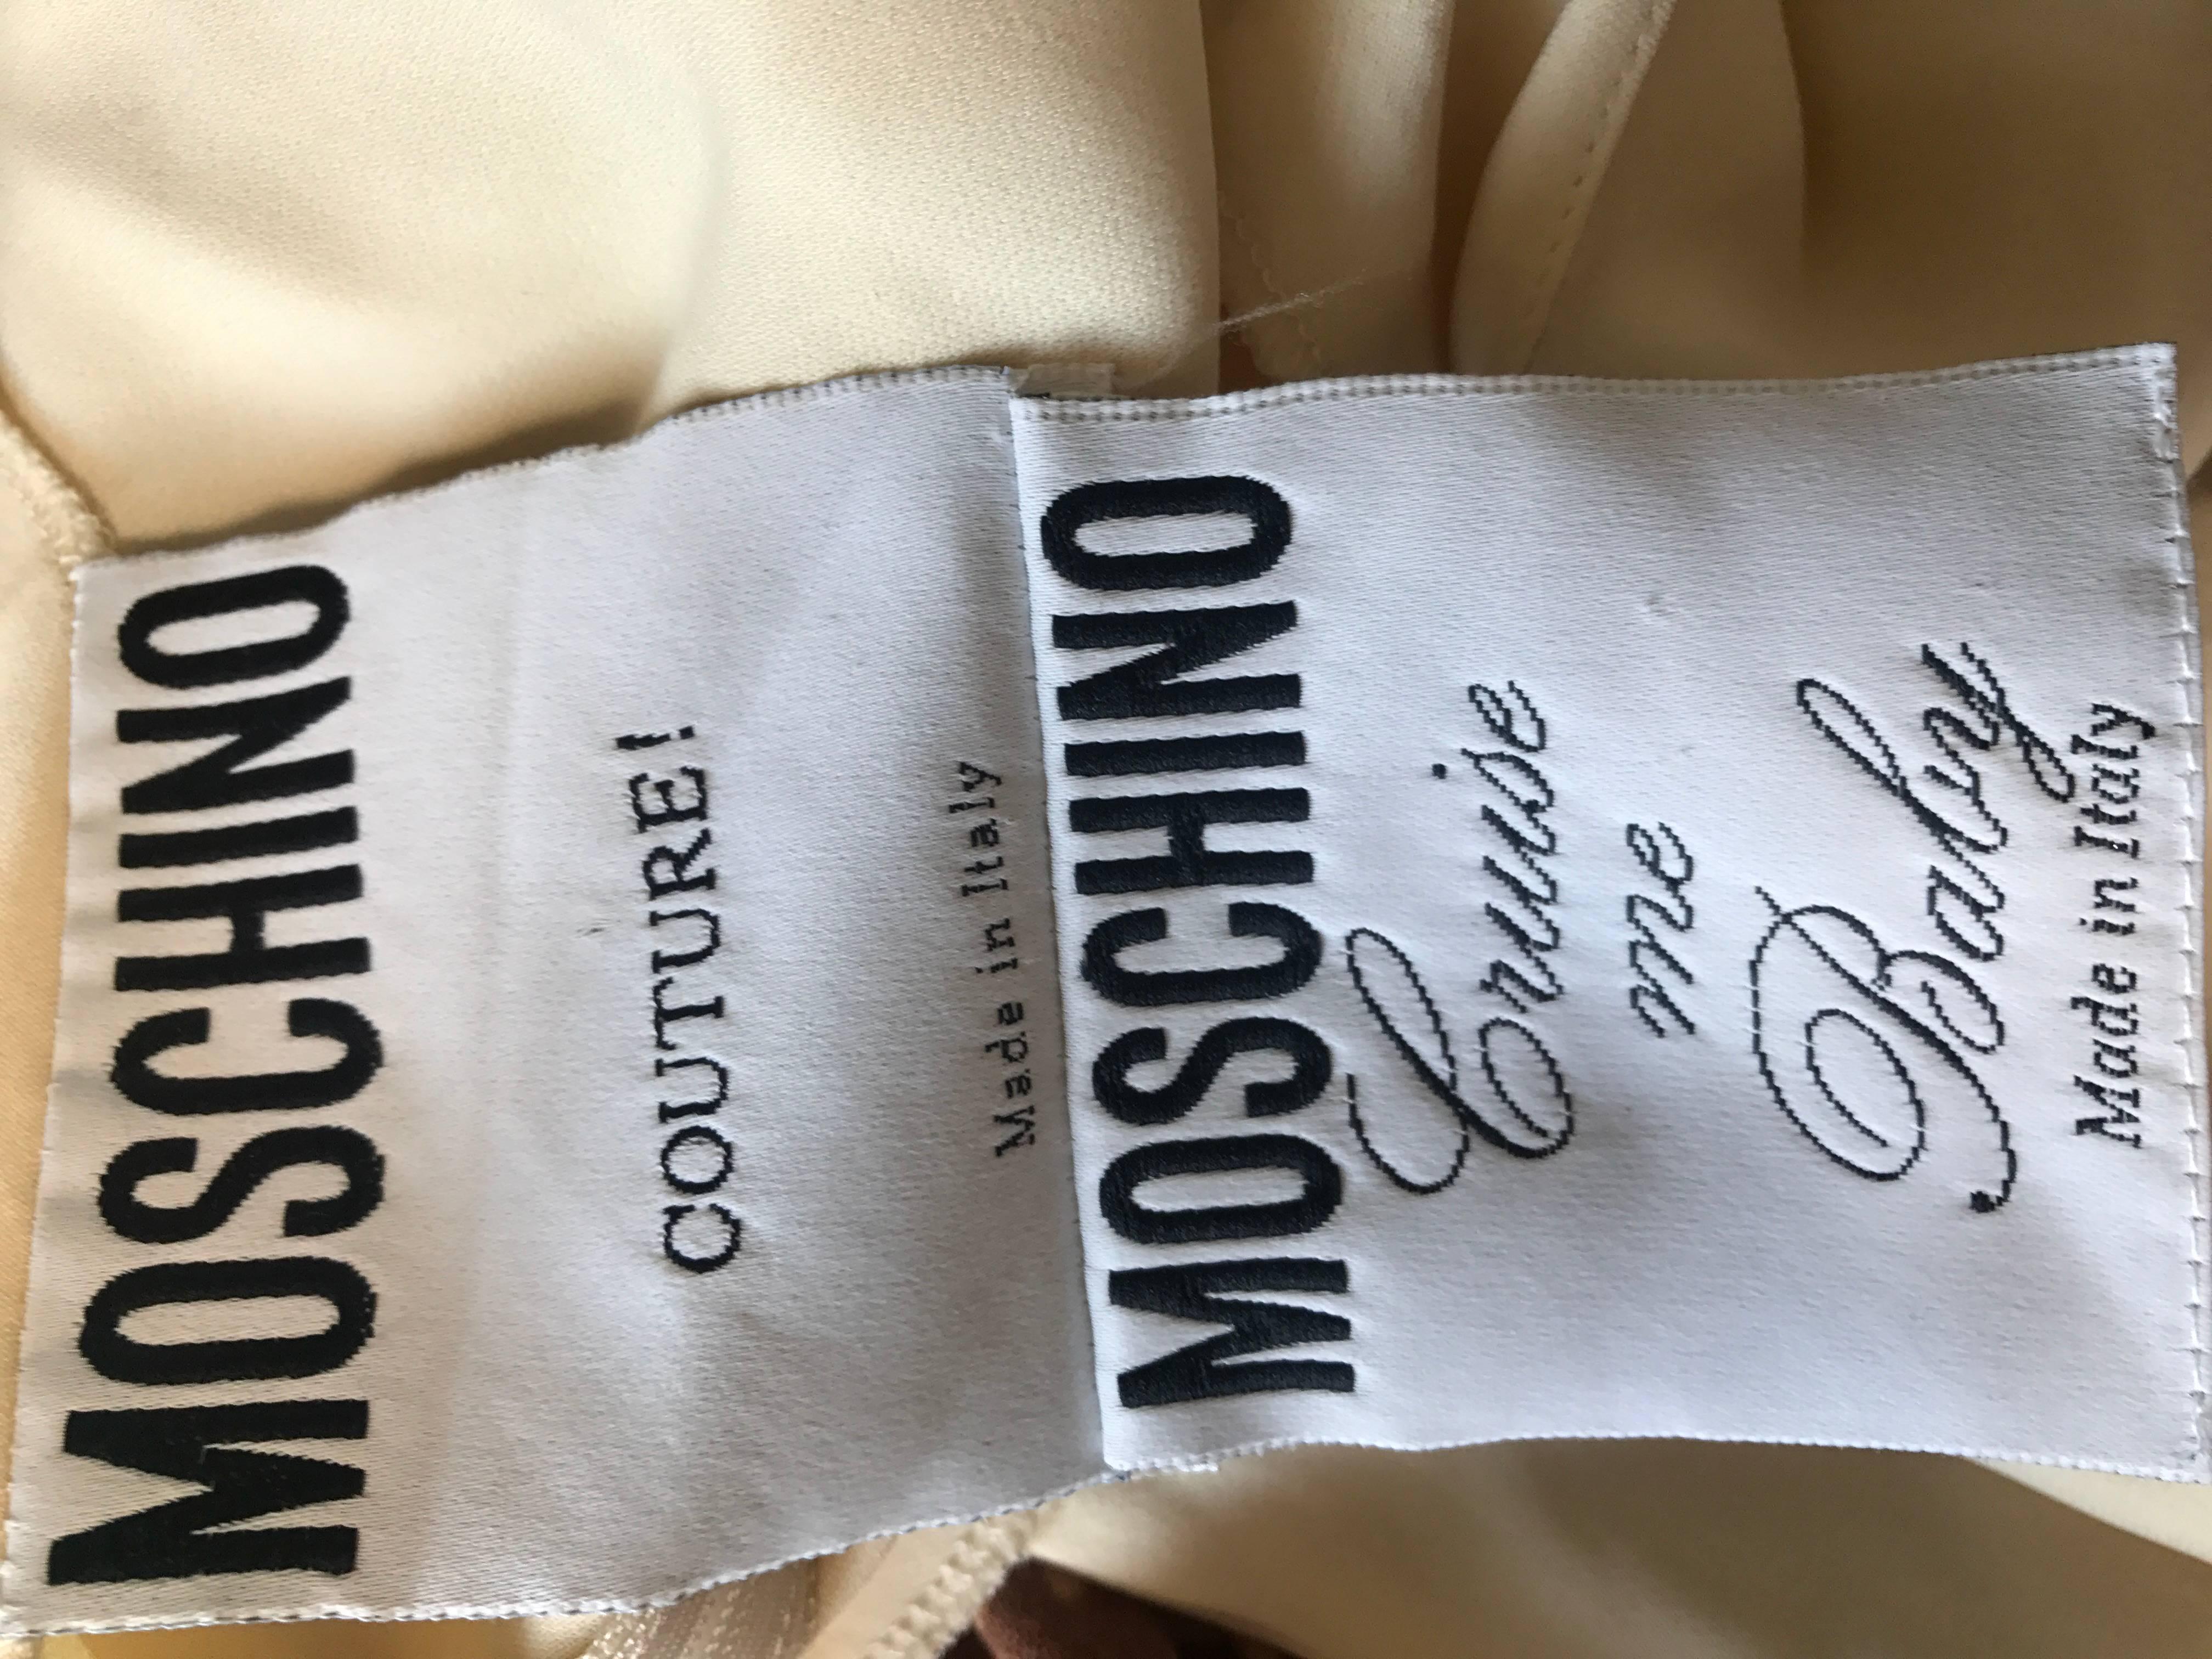 MOSCHINO
COUTURE!
Made in Italy
MOSCHINO
Cruise
me
Baby
Made in Italy